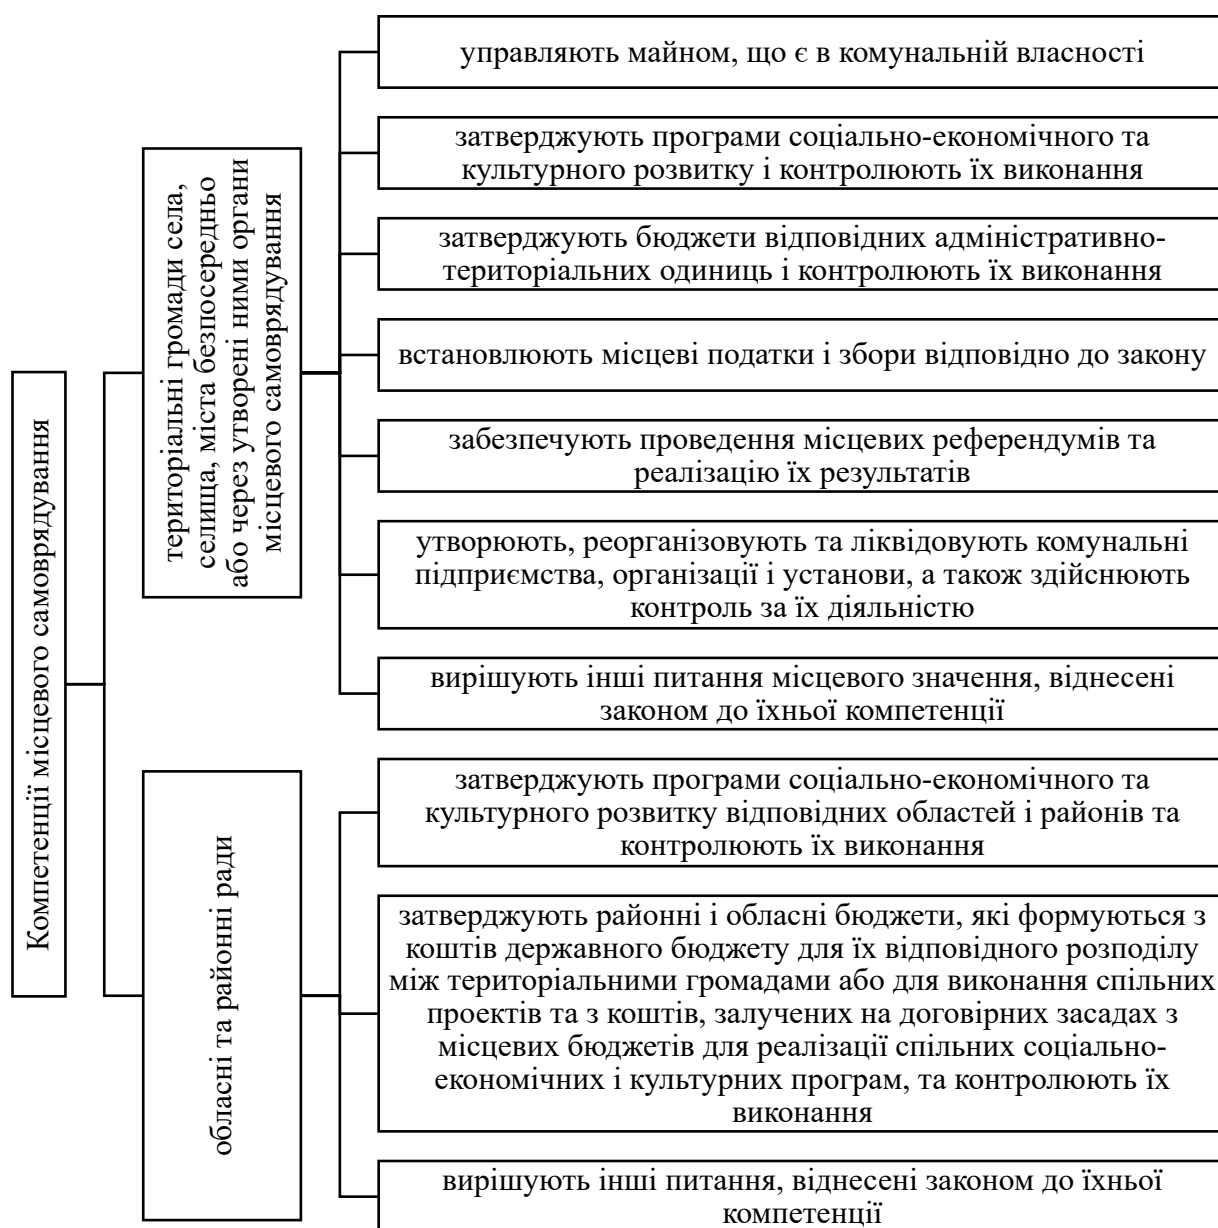 Компетенції місцевого самоврядування
територіальні громади села,
селища, міста безпосередньо
або через утворені ними органи
місцевого самоврядування
управляють майном, що є в комунальній власності
затверджують програми соціально-економічного та
культурного розвитку і контролюють їх виконання
затверджують бюджети відповідних адміністративно-
територіальних одиниць і контролюють їх виконання
встановлюють місцеві податки і збори відповідно до закону
забезпечують проведення місцевих референдумів та
реалізацію їх результатів
утворюють, реорганізовують та ліквідовують комунальні
підприємства, організації і установи, а також здійснюють
контроль за їх діяльністю
вирішують інші питання місцевого значення, віднесені
законом до їхньої компетенції
обласні та районні ради
затверджують програми соціально-економічного та
культурного розвитку відповідних областей і районів та
контролюють їх виконання
затверджують районні і обласні бюджети, які формуються з
коштів державного бюджету для їх відповідного розподілу
між територіальними громадами або для виконання спільних
проектів та з коштів, залучених на договірних засадах з
місцевих бюджетів для реалізації спільних соціально-
економічних і культурних програм, та контролюють їх
виконання
вирішують інші питання, віднесені законом до їхньої
компетенції